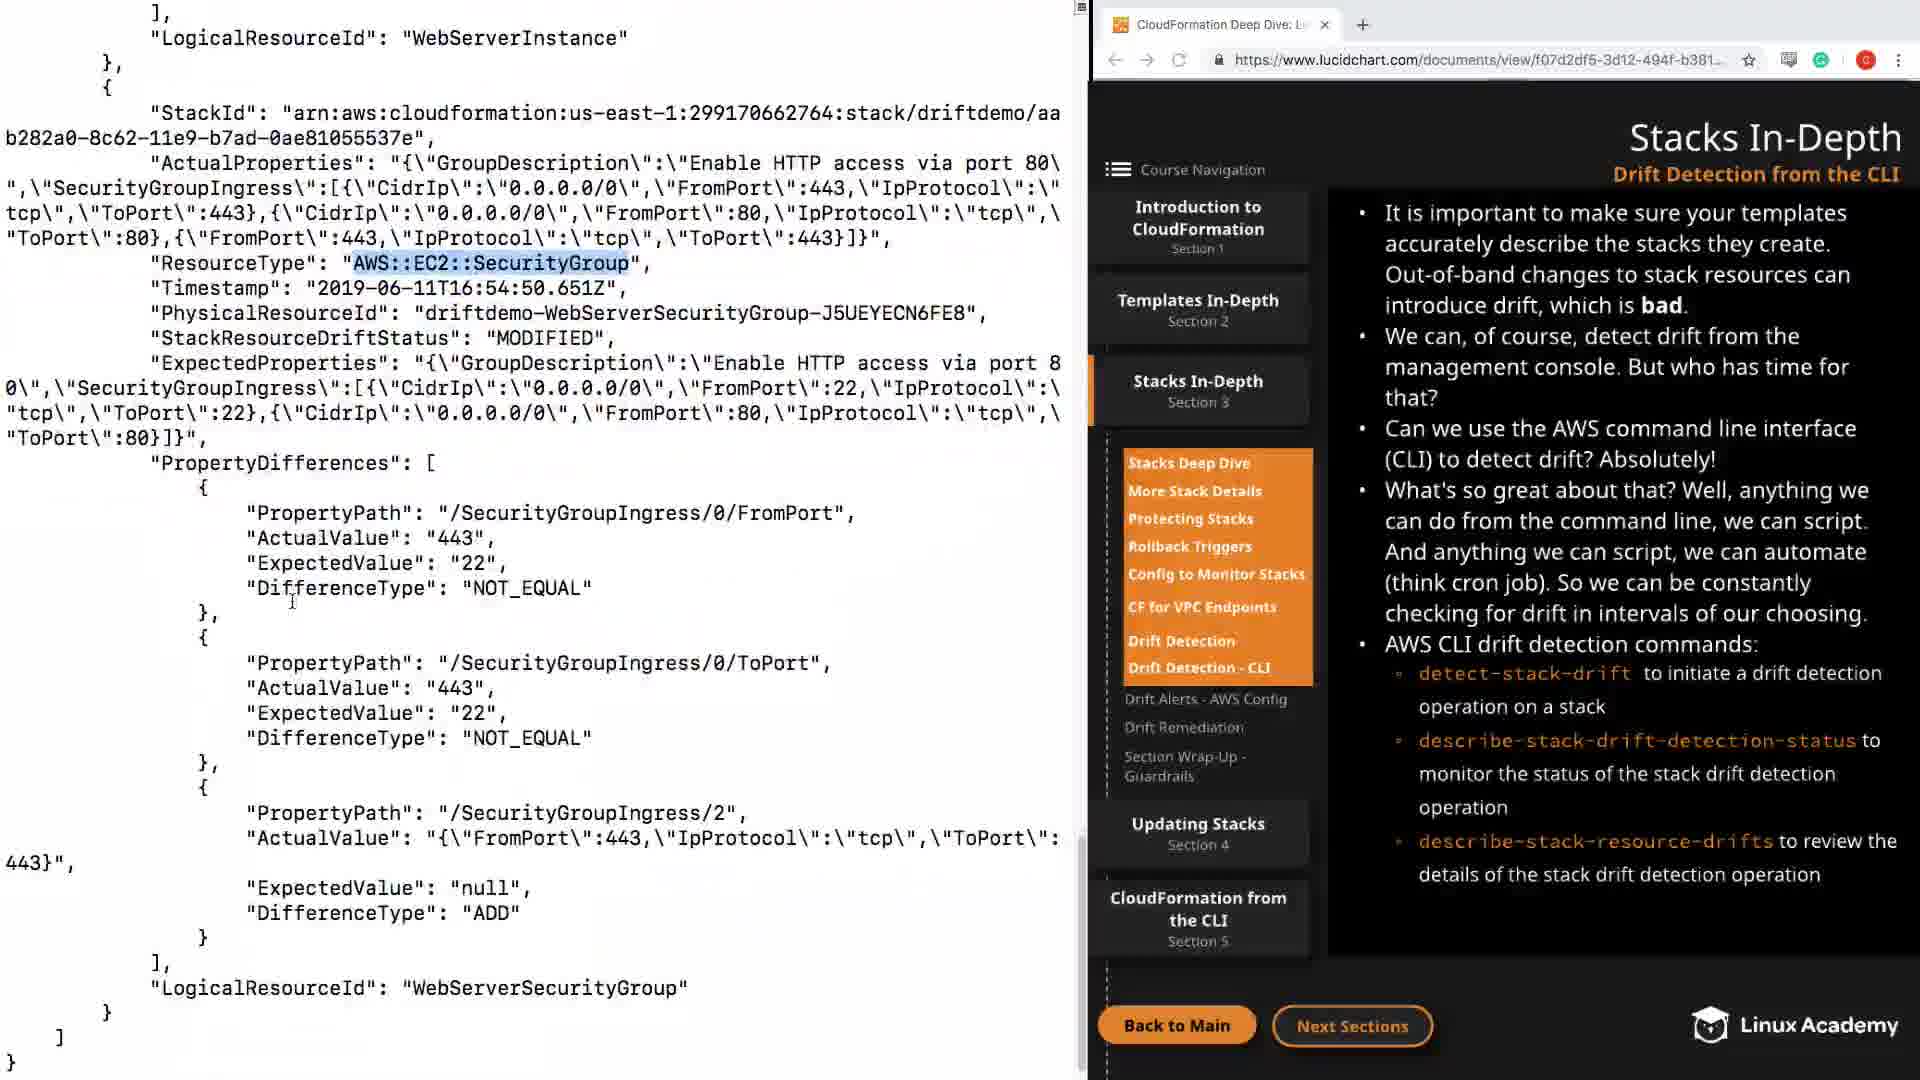 ],
"LogicalResourceId": "WebServerInstance"
},
{
"StackId": "arn:aws:cloudformation:us-east-1:299170662764:stack/driftdemo/aa
b282a0-8c62-11e9-b7ad-0ae81055537e",
"ActualProperties": "{\"GroupDescription\":\"Enable HTTP access via port 80\
",\"SecurityGroupIngress\":[{\"CidrIp\":\"0.0.0.0/0\",\"FromPort\":443,\"IpProtocol\":\"
tcp\",\"ToPort\":443},{\"CidrIp\":\"0.0.0.0/0\",\"FromPort\":80,\"IpProtocol\":\"tcp\",\
"ToPort\":80},{\"FromPort\":443,\"IpProtocol\":\"tcp\",\"ToPort\":443}]}",
"ResourceType": "AWS::EC2::SecurityGroup",
"Timestamp": "2019-06-11T16:54:50.651Z",
"PhysicalResourceId": "driftdemo-WebServerSecurityGroup-J5UEYECN6FE8",
"StackResourceDriftStatus": "MODIFIED",
"ExpectedProperties": "{\"GroupDescription\":\"Enable HTTP access via port 8
0\",\"SecurityGroupIngress\":[{\"CidrIp\":\"0.0.0.0/0\",\"FromPort\":22,\"IpProtocol\":\
"tcp\",\"ToPort\":22},{\"CidrIp\":\"0.0.0.0/0\",\"FromPort\":80,\"IpProtocol\":\"tcp\",\
"ToPort\":80}]}",
"PropertyDifferences": [
{
"PropertyPath": "/SecurityGroupIngress/0/FromPort",
"ActualValue": "443",
"ExpectedValue": "22",
"DifferenceType": "NOT_EQUAL"
},
{
"PropertyPath": "/SecurityGroupIngress/0/ToPort",
"ActualValue": "443",
"ExpectedValue": "22",
"DifferenceType": "NOT_EQUAL"
},
{
"PropertyPath": "/SecurityGroupIngress/2",
"ActualValue": "{\"FromPort\":443,\"IpProtocol\":\"tcp\",\"ToPort\":
443}",
"ExpectedValue": "null",
"DifferenceType": "ADD"
}
],
"LogicalResourceId": "WebServerSecurityGroup"
}
]
}
CloudFormation Deep Dive: Li
https://www.lucidchart.com/documents/view/f07d2df5-3d12-494f-b381...
C
Stacks In-Depth
Drift Detection from the CLI
Course Navigation
Introduction to
CloudFormation
Section 1
Templates In-Depth
Section 2
Stacks In-Depth
Section 3
Stacks Deep Dive
More Stack Details
Protecting Stacks
Rollback Triggers
Config to Monitor Stacks
CF for VPC Endpoints
Drift Detection
Drift Detection - CLI
Drift Alerts - AWS Config
Drift Remediation
Section Wrap-Up -
Guardrails
Updating Stacks
Section 4
CloudFormation from
the CLI
Section 5
• It is important to make sure your templates
accurately describe the stacks they create.
Out-of-band changes to stack resources can
introduce drift, which is bad.
• We can, of course, detect drift from the
management console. But who has time for
that?
• Can we use the AWS command line interface
(CLI) to detect drift? Absolutely!
• What's so great about that? Well, anything we
can do from the command line, we can script.
And anything we can script, we can automate
(think cron job). So we can be constantly
checking for drift in intervals of our choosing.
• AWS CLI drift detection commands:
◦ detect-stack-drift to initiate a drift detection
operation on a stack
◦ describe-stack-drift-detection-status to
monitor the status of the stack drift detection
operation
◦ describe-stack-resource-drifts to review the
details of the stack drift detection operation
Back to Main
Next Sections
Linux Academy